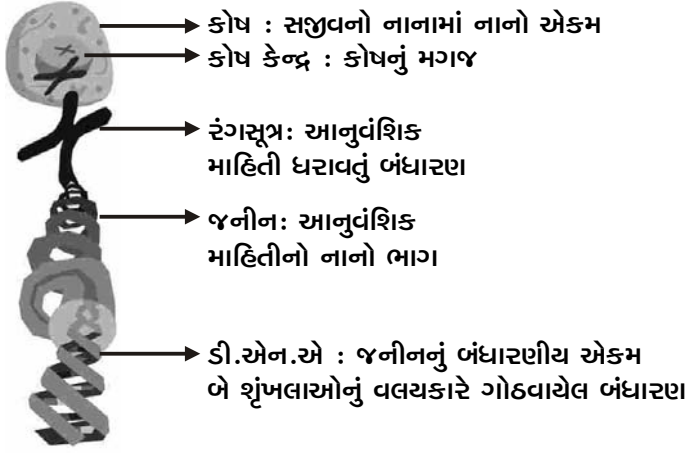 કોષ : સજીવનો નાનામાં નાનો એકમ
કોષ કેન્દ્ર : કોષનું મગજ
રંગસૂત્ર: આનુવંશિક
માહિતી ધરાવતું બંધારણ
જનીન: આનુવંશિક
માહિતીનો નાનો ભાગ
ડી.એન.એ : જનીનનું બંધારણીય એકમ
બે શૃંખલાઓનું વલયકારે ગોઠવાયેલ બંધારણ